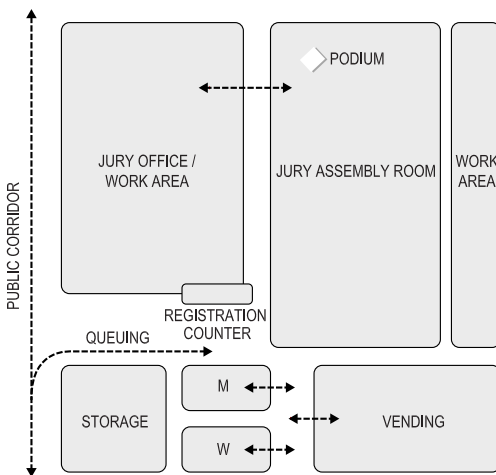 PUBLIC CORRIDOR
PODIUM
JURY OFFICE /
WORK AREA
JURY ASSEMBLY ROOM
WORK
AREA
REGISTRATION
COUNTER
QUEUING
STORAGE
M
W
VENDING